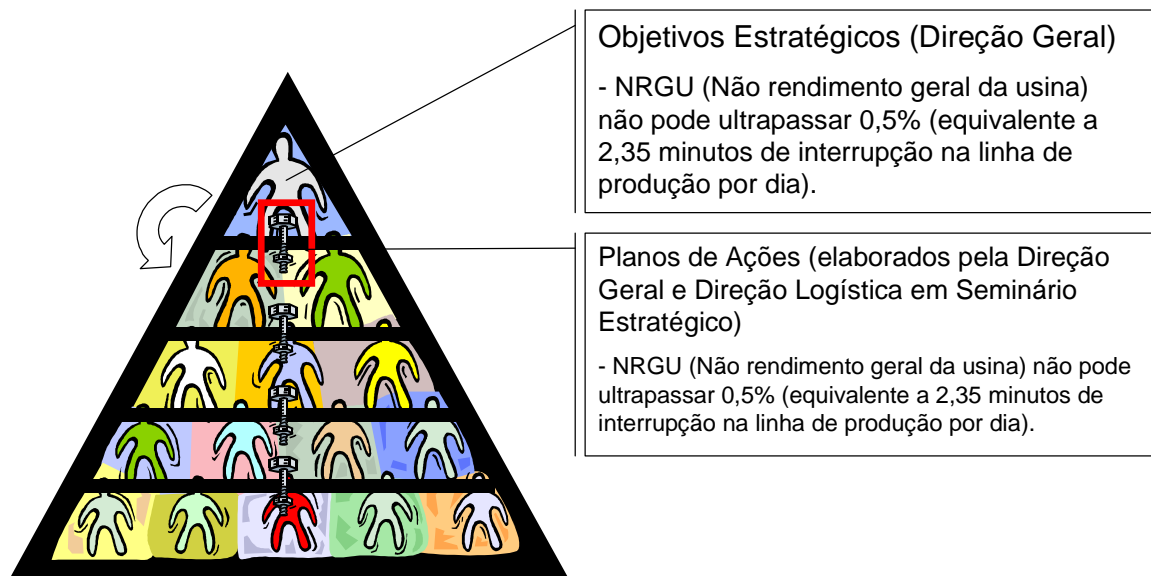 Objetivos Estratégicos (Direção Geral)
- NRGU (Não rendimento geral da usina)
não pode ultrapassar 0,5% (equivalente a
2,35 minutos de interrupção na linha de
produção por dia).
Planos de Ações (elaborados pela Direção
Geral e Direção Logística em Seminário
Estratégico)
- NRGU (Não rendimento geral da usina) não pode
ultrapassar 0,5% (equivalente a 2,35 minutos de
interrupção na linha de produção por dia).